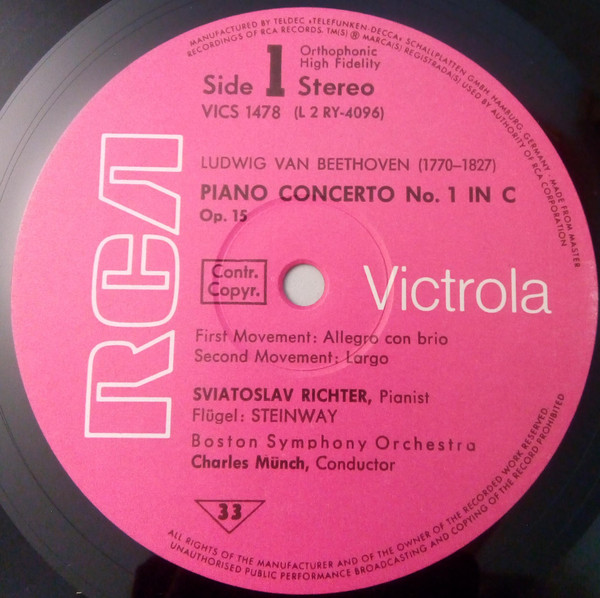 MANUFACTURED BY TELDEC »TELEFUNKEN-DECCA« SCHALLPLATTEN GMBH, HAMBURG, GERMANY · MADE FROM MASTER
RECORDINGS OF RCA RECORDS. TM(S) ® MARCA(S) REGISTRADA(S) USED BY AUTHORITY OF RCA CORPORATION
Side 1 Stereo
Orthophonic
High Fidelity
VICS 1478 (L 2 RY-4096)
LUDWIG VAN BEETHOVEN (1770–1827)
PIANO CONCERTO No. 1 IN C
Op. 15
RCA
Contr.
Copyr.
Victrola
First Movement: Allegro con brio
Second Movement: Largo
SVIATOSLAV RICHTER, Pianist
Flügel: STEINWAY
Boston Symphony Orchestra
Charles Münch, Conductor
33
ALL RIGHTS OF THE MANUFACTURER AND OF THE OWNER OF THE RECORDED WORK RESERVED.
UNAUTHORISED PUBLIC PERFORMANCE BROADCASTING AND COPYING OF THE RECORD PROHIBITED